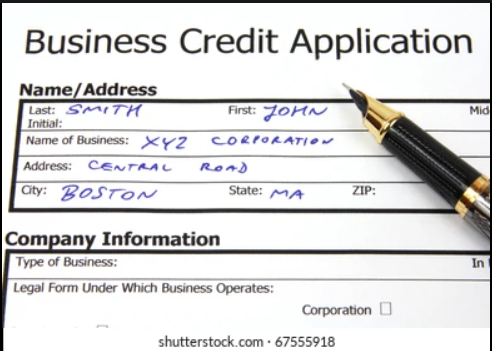 Business Credit Application
Name/Address
Last: SMITH First: JOHN Mid
Initial:
Name of Business: XYZ CORPORATION
Address: CENTRAL ROAD
City: BOSTON State: MA ZIP:
Company Information
Type of Business: In
Legal Form Under Which Business Operates:
Corporation
shutterstock.com · 67555918